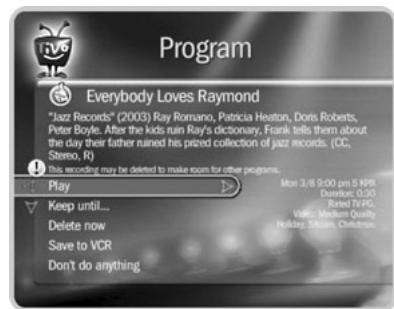 TiVo
Program
Everybody Loves Raymond
"Jazz Records" (2003) Ray Romano, Patricia Heaton, Doris Roberts,
Peter Boyle. After the kids ruin Ray's dictionary, Frank tells them about
the day their father ruined his prized collection of jazz records. (CC,
Stereo, R)
This recording may be deleted to make room for other programs.
Play
Mon 3/8 9:00 pm 5 KPIX
Duration: 0:30
Keep until...
Rated TV-PG,
Video: Medium Quality
Delete now
Holiday, Sitcom, Christmas
Save to VCR
Don't do anything